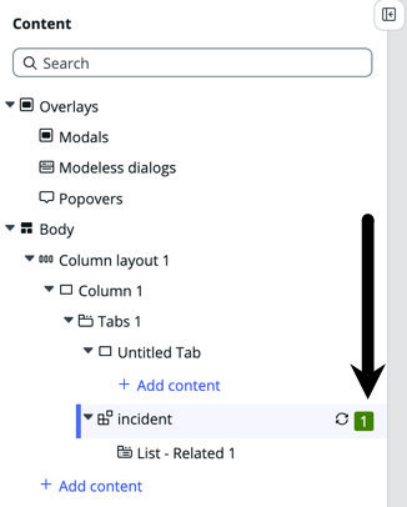 Content
Search
Overlays
Modals
Modeless dialogs
Popovers
Body
Column layout 1
Column 1
Tabs 1
Untitled Tab
+ Add content
incident 1
List - Related 1
+ Add content